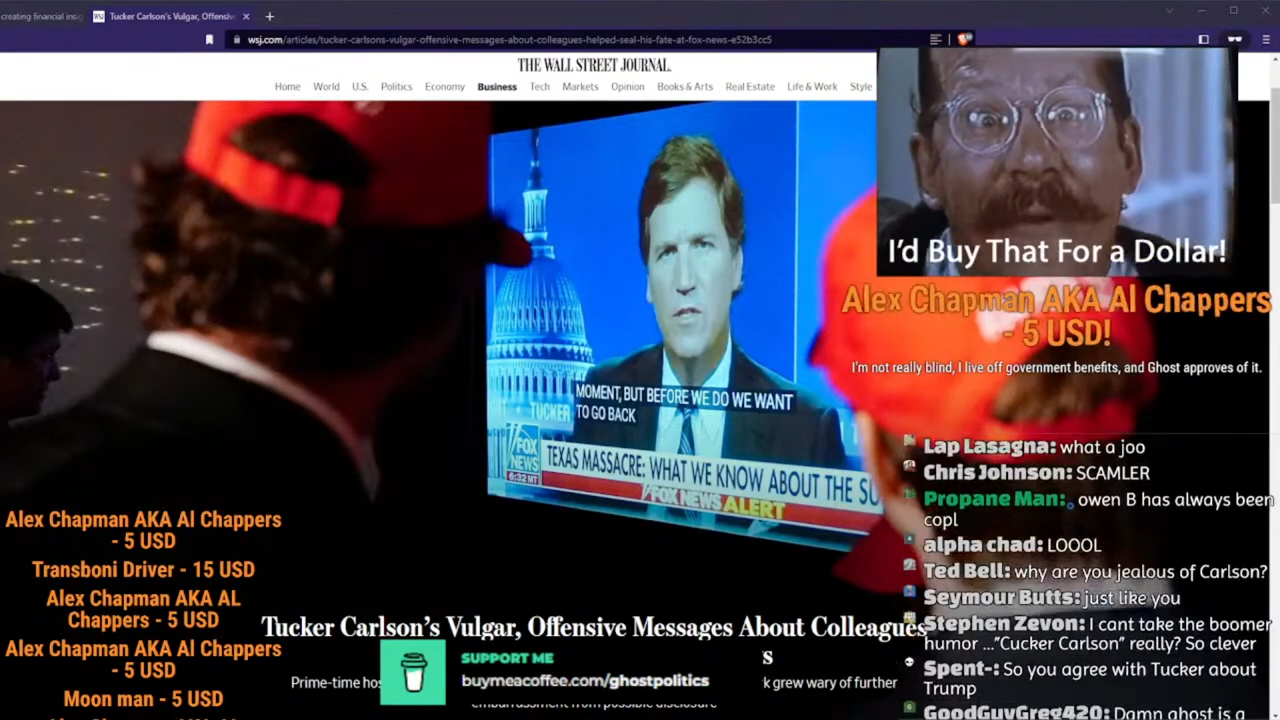 creating financial insig
WSJ
Tucker Carlson's Vulgar, Offensiv
wsj.com/articles/tucker-carlsons-vulgar-offensive-messages-about-colleagues-helped-seal-his-fate-at-fox-news-e52b3cc5
THE WALL STREET JOURNAL.
Home World U.S. Politics Economy Business Tech Markets Opinion Books & Arts Real Estate Life & Work Style
I'd Buy That For a Dollar!
Alex Chapman AKA Al Chappers
- 5 USD!
I'm not really blind, I live off government benefits, and Ghost approves of it.
MOMENT, BUT BEFORE WE DO WE WANT
TO GO BACK
TUCKER
FOX
NEWS
6:32 MT
TEXAS MASSACRE: WHAT WE KNOW ABOUT THE SU
FOX NEWS ALERT
Lap Lasagna: what a joo
Chris Johnson: SCAMLER
Propane Man: owen B has always been
copl
alpha chad: LOOOL
Ted Bell: why are you jealous of Carlson?
Seymour Butts: just like you
Stephen Zevon: I cant take the boomer
humor ..."Cucker Carlson" really? So clever
Spent-: So you agree with Tucker about
Trump
GoodGuyGreg420: Damn ghost is a
Alex Chapman AKA Al Chappers
- 5 USD
Transboni Driver - 15 USD
Alex Chapman AKA AL
Chappers - 5 USD
Alex Chapman AKA Al Chappers
- 5 USD
Moon man - 5 USD
Tucker Carlson's Vulgar, Offensive Messages About Colleagues
s
Prime-time hos
k grew wary of further
embarrassment from possible disclosure
SUPPORT ME
buymeacoffee.com/ghostpolitics